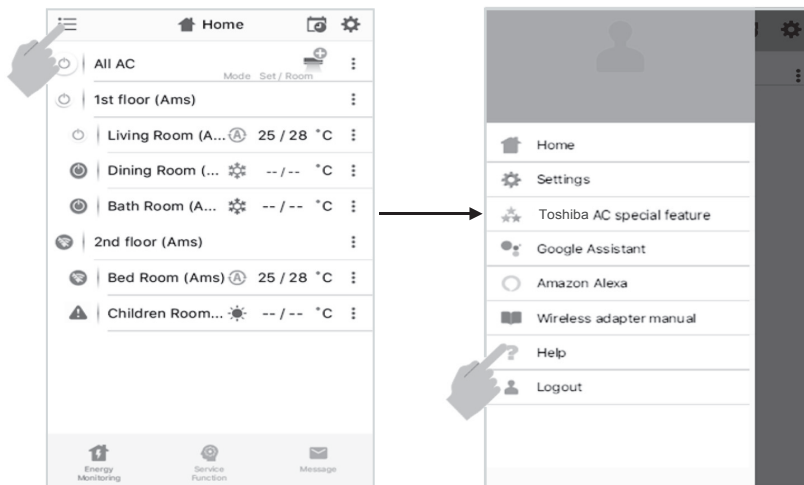 Home
All AC
Mode Set / Room
1st floor (Ams)
Living Room (A... A 25 / 28 °C
Dining Room (... -- / -- °C
Bath Room (A... -- / -- °C
2nd floor (Ams)
Bed Room (Ams) A 25 / 28 °C
Children Room... -- / -- °C
Energy
Monitoring
Service
Function
Message
Home
Settings
Toshiba AC special feature
Google Assistant
Amazon Alexa
Wireless adapter manual
? Help
Logout